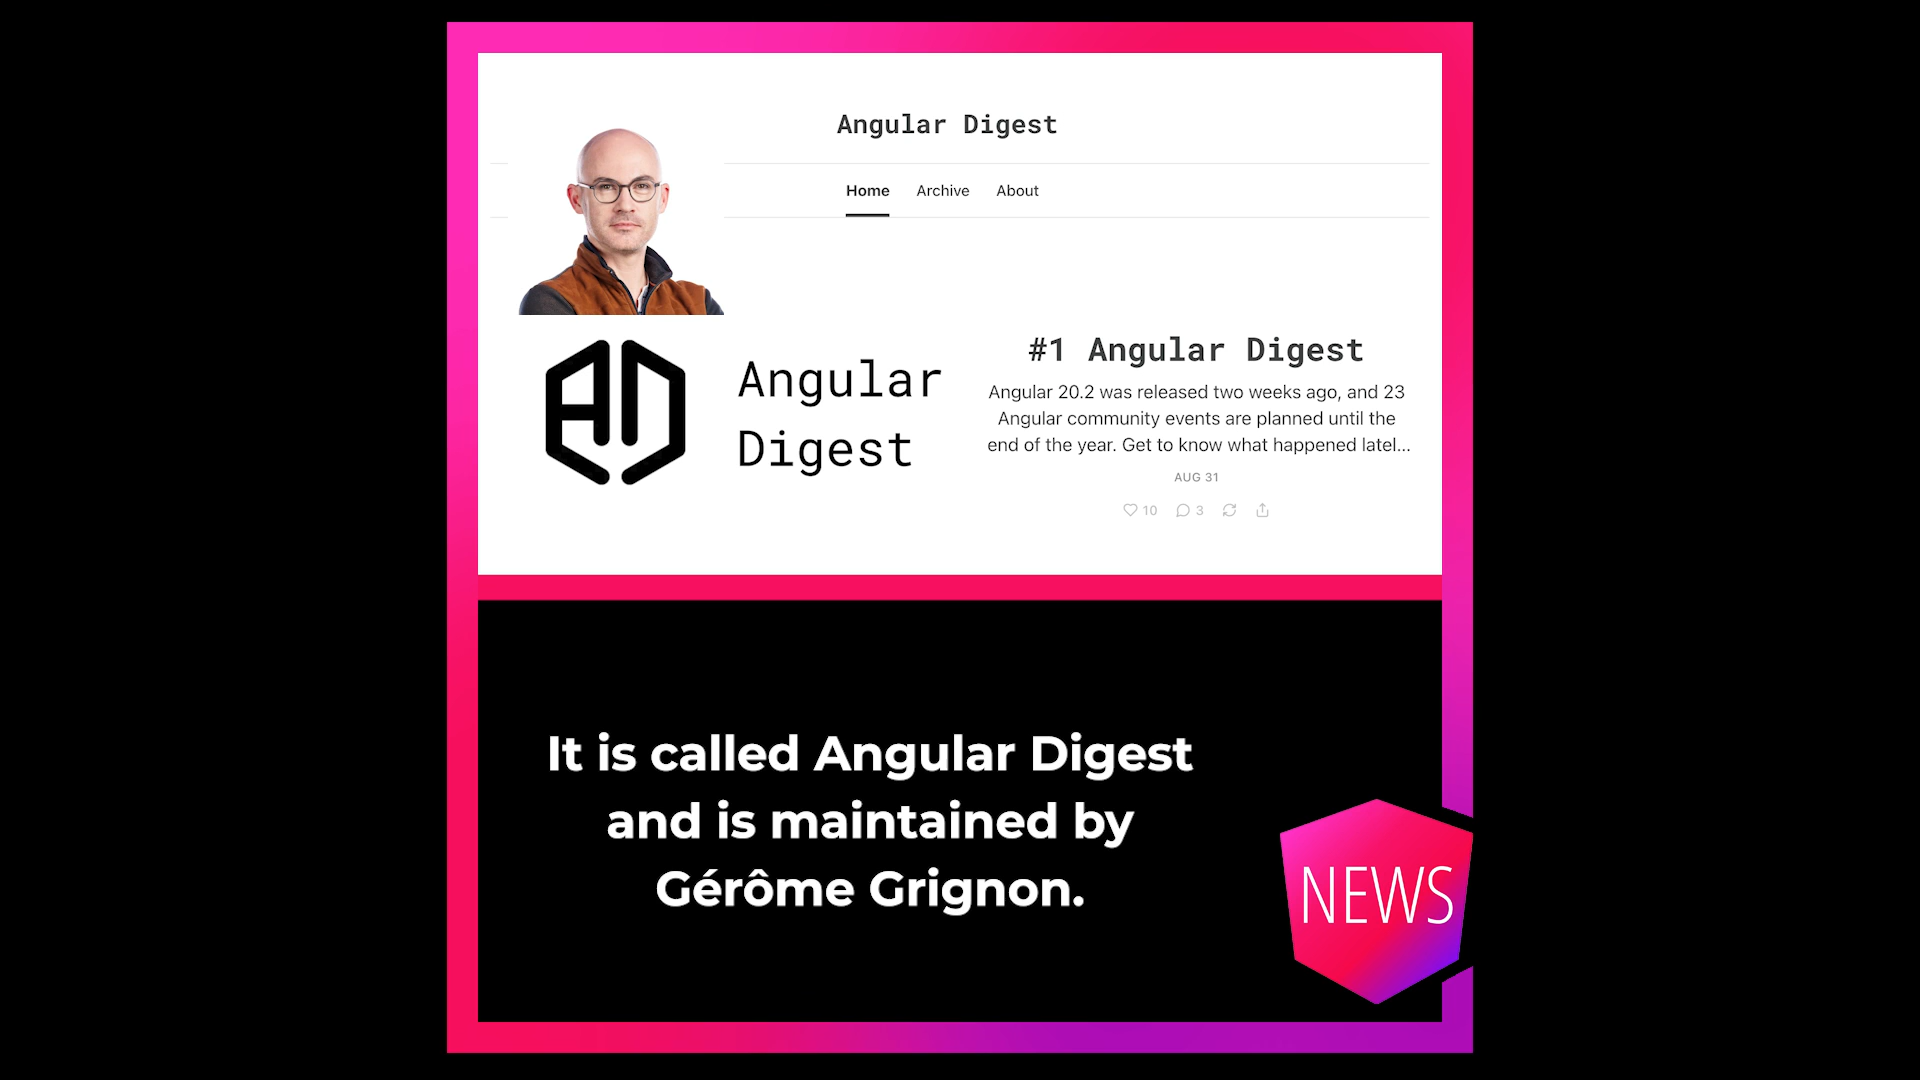 Angular Digest
Home Archive About
Angular
Digest
#1 Angular Digest
Angular 20.2 was released two weeks ago, and 23
Angular community events are planned until the
end of the year. Get to know what happened latel...
AUG 31
10 3
It is called Angular Digest
and is maintained by
Gérôme Grignon.
NEWS